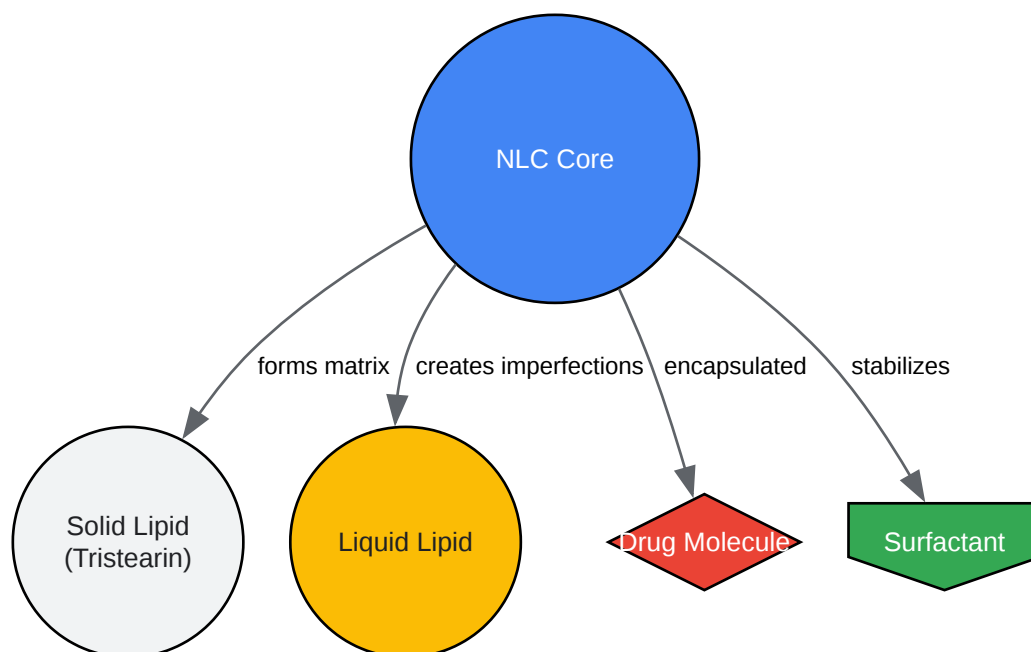 NLC Core
forms matrix
creates imperfections
encapsulated
stabilizes
Solid Lipid
(Tristearin)
Liquid Lipid
Drug Molecule
Surfactant